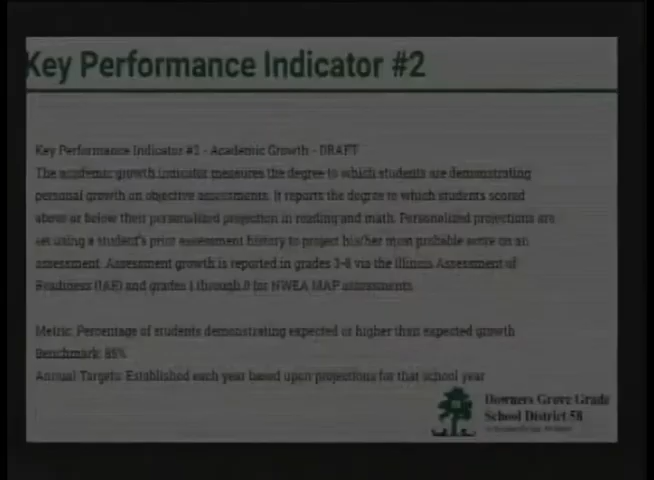 Key Performance Indicator #2
Key Performance Indicator #2 - Academic Growth - DRAFT
The academic growth indicator measures the degree to which students are demonstrating
personal growth on objective assessments. It reports the degree to which students scored
above or below their personalized projection in reading and math. Personalized projections are
set using a student's prior assessment history to project his/her most probable score on an
assessment. Assessment growth is reported in grades 3-8 via the Illinois Assessment of
Readiness (IAR) and grades 1 through 8 for NWEA MAP assessments.
Metric: Percentage of students demonstrating expected or higher than expected growth
Benchmark: 85%
Annual Targets: Established each year based upon projections for that school year
Downers Grove Grade
School District 58